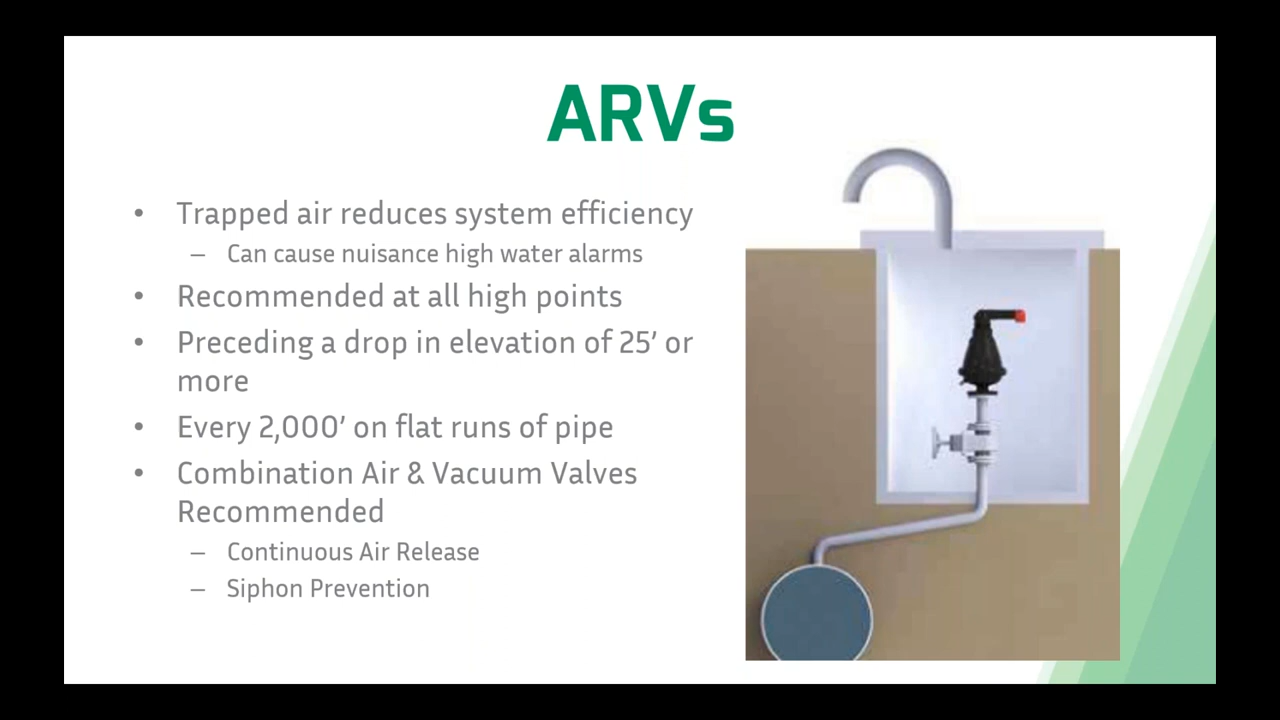 ARVs
• Trapped air reduces system efficiency
– Can cause nuisance high water alarms
• Recommended at all high points
• Preceding a drop in elevation of 25’ or
more
• Every 2,000’ on flat runs of pipe
• Combination Air & Vacuum Valves
Recommended
– Continuous Air Release
– Siphon Prevention